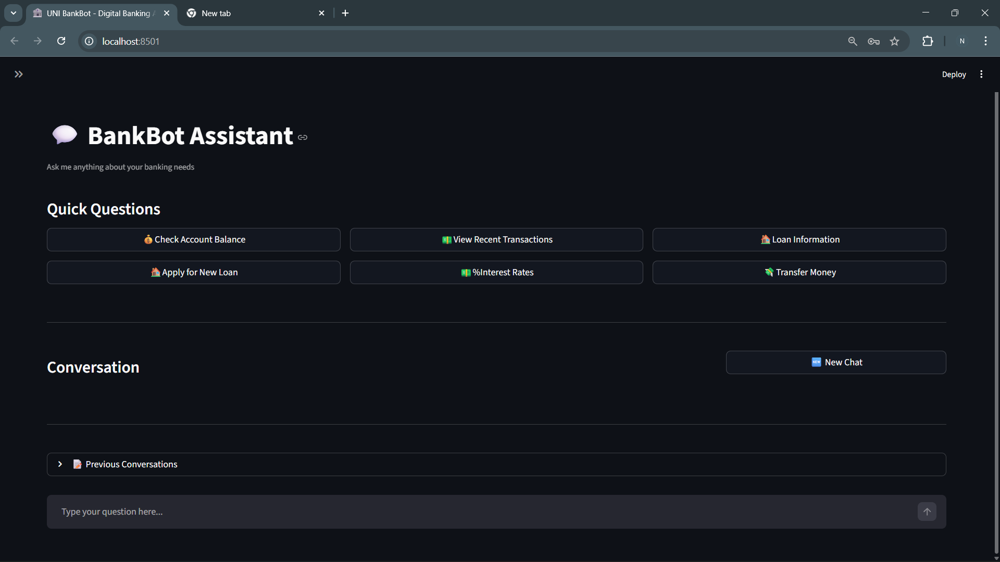 UNI BankBot - Digital Banking
New tab
localhost:8501
N
Deploy
BankBot Assistant
Ask me anything about your banking needs
Quick Questions
Check Account Balance
View Recent Transactions
Loan Information
Apply for New Loan
%Interest Rates
Transfer Money
Conversation
NEW New Chat
Previous Conversations
Type your question here...